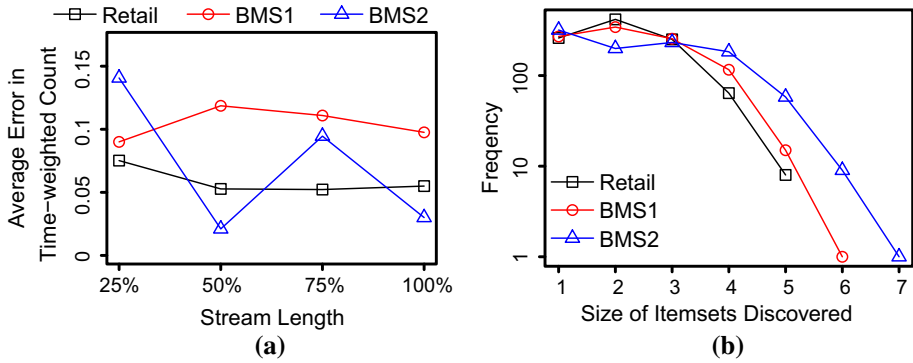 Retail BMS1 BMS2
Average Error in
Time−weighted Count
0.15
0.1
0.05
0
25% 50% 75% 100%
Stream Length
(a)
Freqency
100
10
1
Retail
BMS1
BMS2
1 2 3 4 5 6 7
Size of Itemsets Discovered
(b)